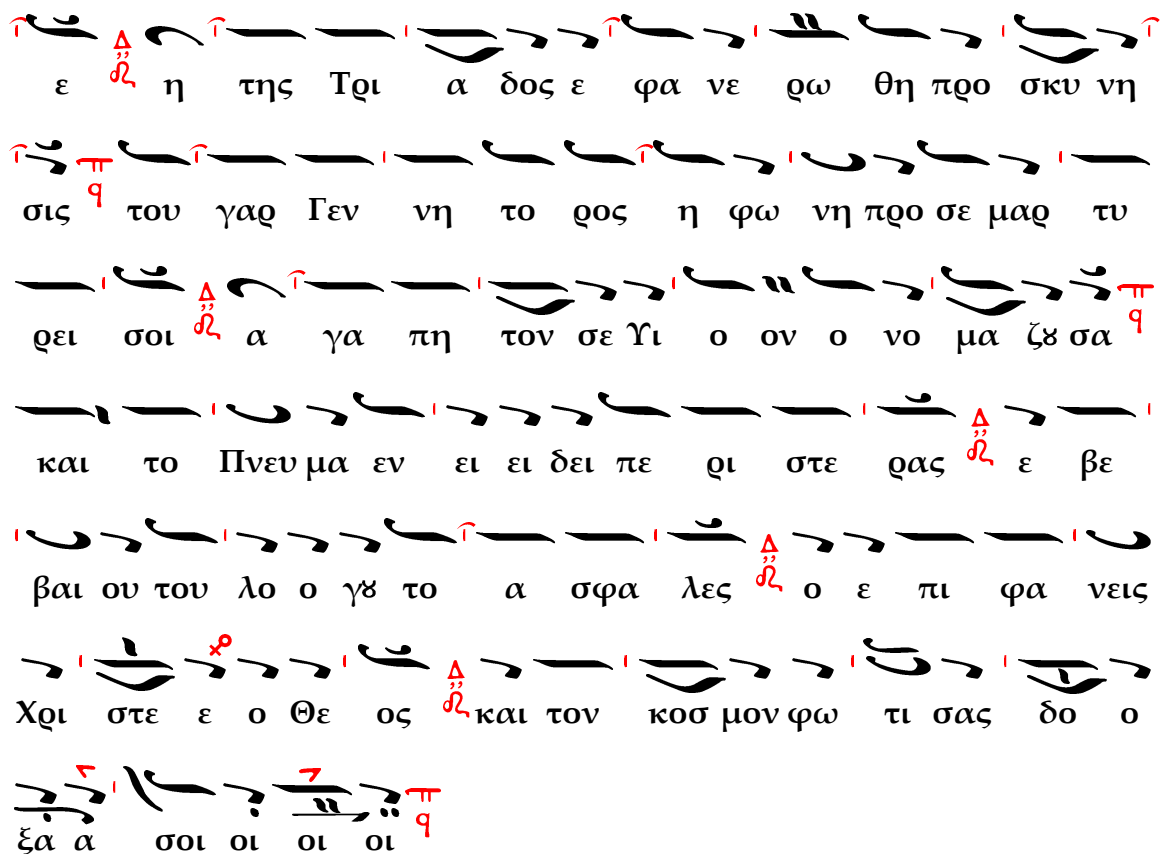 ε η της Τρι α δος ε φα νε ρω θη προ σκυ νη
σις του γαρ Γεν νη το ρος η φω νη προ σε μαρ τυ
ρει σοι α γα πη τον σε Υι ο ον ο νο μα ζȣ σα
και το Πνευ μα εν ει ει δει πε ρι στε ρας ε βε
βαι ου του λο ο γȣ το α σφα λες ο ε πι φα νεις
Χρι στε ε ο Θε ος και τον κοσ μον φω τι σας δο ο
ξα α σοι οι οι οι